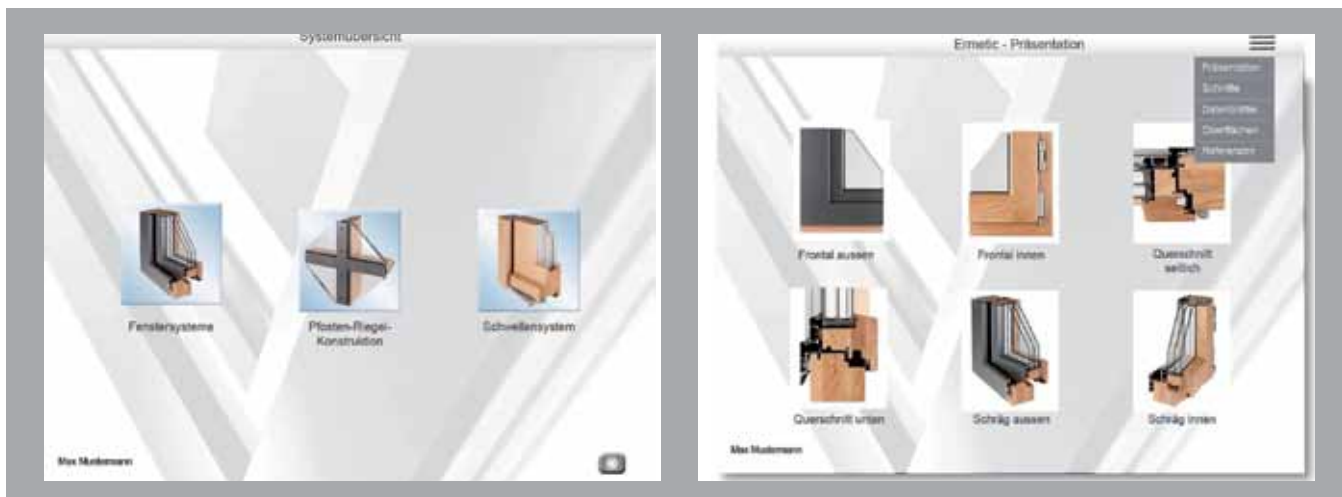 Systemübersicht
Fenstersysteme
Pfosten-Riegel-
Konstruktion
Schwellensystem
Max Mustermann
Ermetic - Präsentation
Präsentation
Schnitte
Datenblätter
Oberflächen
Referenzen
Frontal aussen
Frontal innen
Querschnitt
seitlich
Querschnitt unten
Schräg aussen
Schräg innen
Max Mustermann